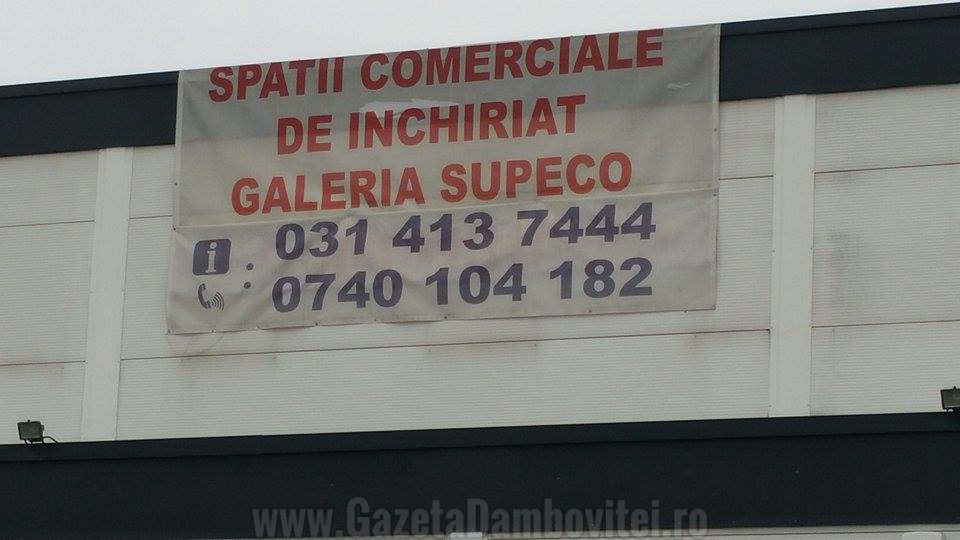 SPATII COMERCIALE
DE INCHIRIAT
GALERIA SUPECO
i : 031 413 7444
: 0740 104 182
www.GazetaDambovitei.ro